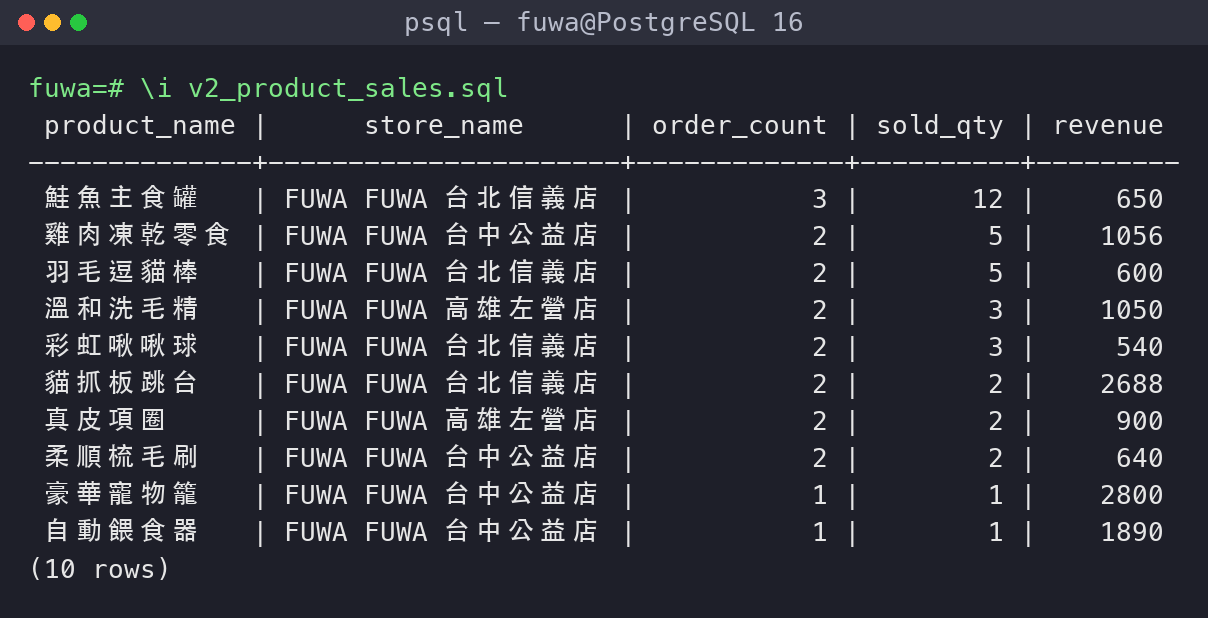 psql — fuwa@PostgreSQL 16
fuwa=# \i v2_product_sales.sql
 product_name |      store_name      | order_count | sold_qty | revenue
--------------+----------------------+-------------+----------+---------
 鮭魚主食罐   | FUWA FUWA 台北信義店 |           3 |       12 |     650
 雞肉凍乾零食 | FUWA FUWA 台中公益店 |           2 |        5 |    1056
 羽毛逗貓棒   | FUWA FUWA 台北信義店 |           2 |        5 |     600
 溫和洗毛精   | FUWA FUWA 高雄左營店 |           2 |        3 |    1050
 彩虹啾啾球   | FUWA FUWA 台北信義店 |           2 |        3 |     540
 貓抓板跳台   | FUWA FUWA 台北信義店 |           2 |        2 |    2688
 真皮項圈     | FUWA FUWA 高雄左營店 |           2 |        2 |     900
 柔順梳毛刷   | FUWA FUWA 台中公益店 |           2 |        2 |     640
 豪華寵物籠   | FUWA FUWA 台中公益店 |           1 |        1 |    2800
 自動餵食器   | FUWA FUWA 台中公益店 |           1 |        1 |    1890
(10 rows)